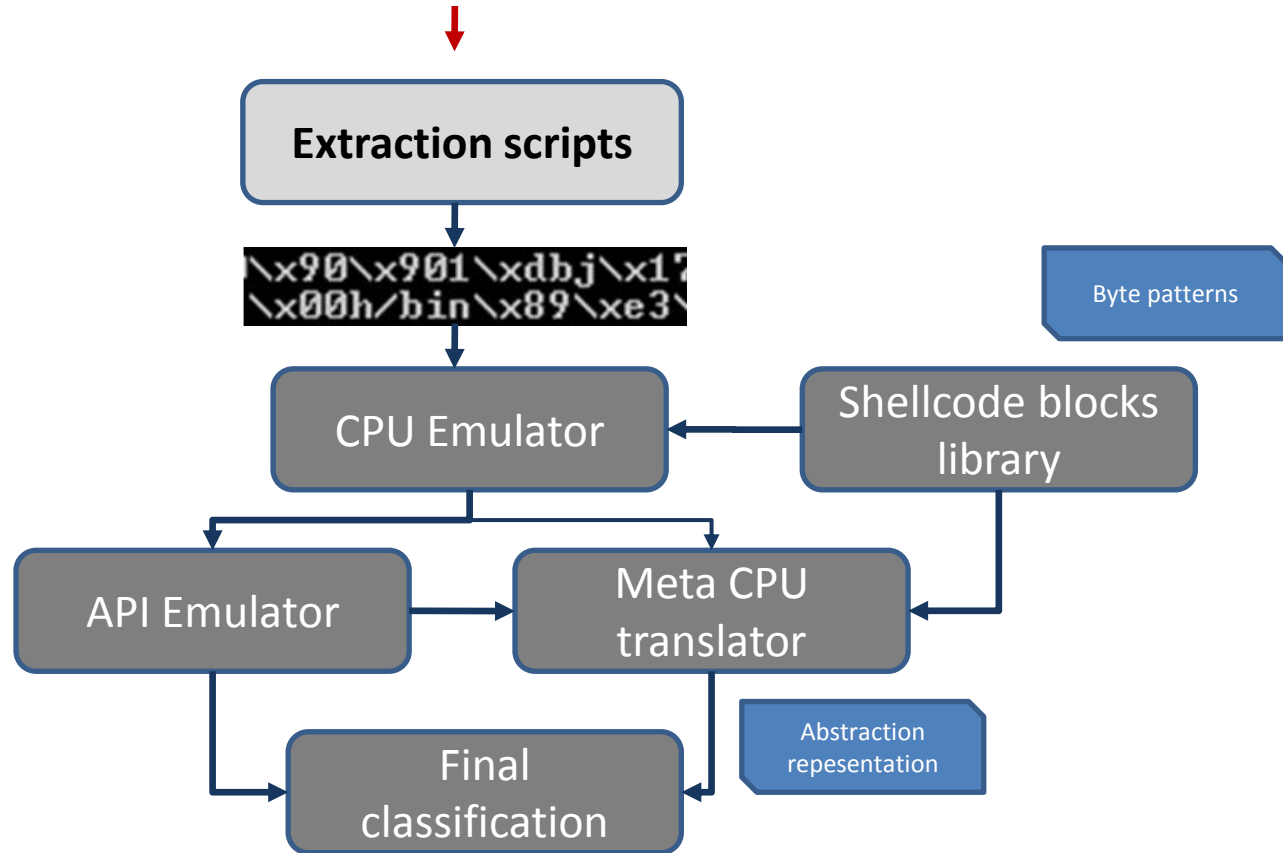 Extraction scripts
\x90\x901\xdbj\x17
\x00h/bin\x89\xe3\
Byte patterns
CPU Emulator
Shellcode blocks
library
API Emulator
Meta CPU
translator
Abstraction
repesentation
Final
classification